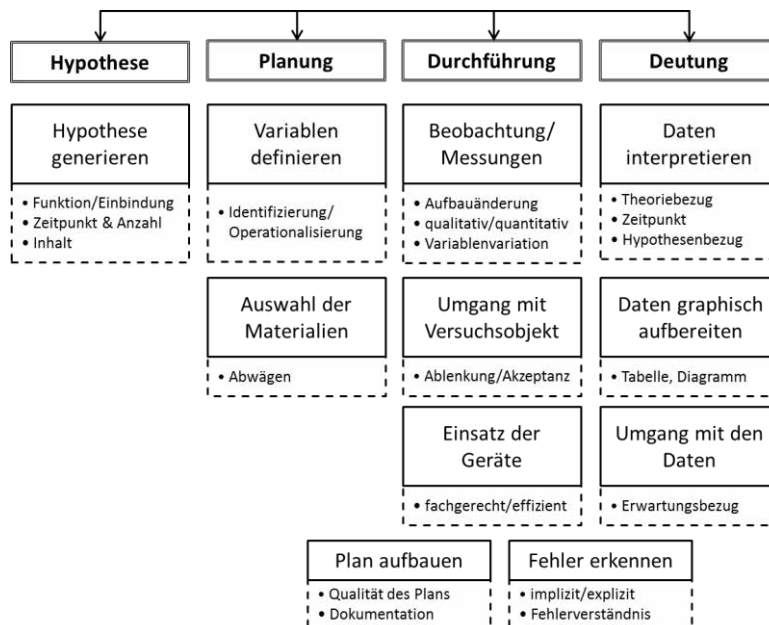 Hypothese
Planung
Durchführung
Deutung
Hypothese
generieren
• Funktion/Einbindung
• Zeitpunkt & Anzahl
• Inhalt
Variablen
definieren
• Identifizierung/
Operationalisierung
Beobachtung/
Messungen
• Aufbauänderung
• qualitativ/quantitativ
• Variablenvariation
Daten
interpretieren
• Theoriebezug
• Zeitpunkt
• Hypothesenbezug
Auswahl der
Materialien
• Abwägen
Umgang mit
Versuchsobjekt
• Ablenkung/Akzeptanz
Daten graphisch
aufbereiten
• Tabelle, Diagramm
Einsatz der
Geräte
• fachgerecht/effizient
Umgang mit den
Daten
• Erwartungsbezug
Plan aufbauen
• Qualität des Plans
• Dokumentation
Fehler erkennen
• implizit/explizit
• Fehlerverständnis